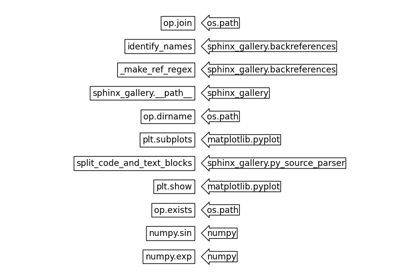 op.join os.path
identify_names sphinx_gallery.backreferences
_make_ref_regex sphinx_gallery.backreferences
sphinx_gallery.__path__ sphinx_gallery
op.dirname os.path
plt.subplots matplotlib.pyplot
split_code_and_text_blocks sphinx_gallery.py_source_parser
plt.show matplotlib.pyplot
op.exists os.path
numpy.sin numpy
numpy.exp numpy